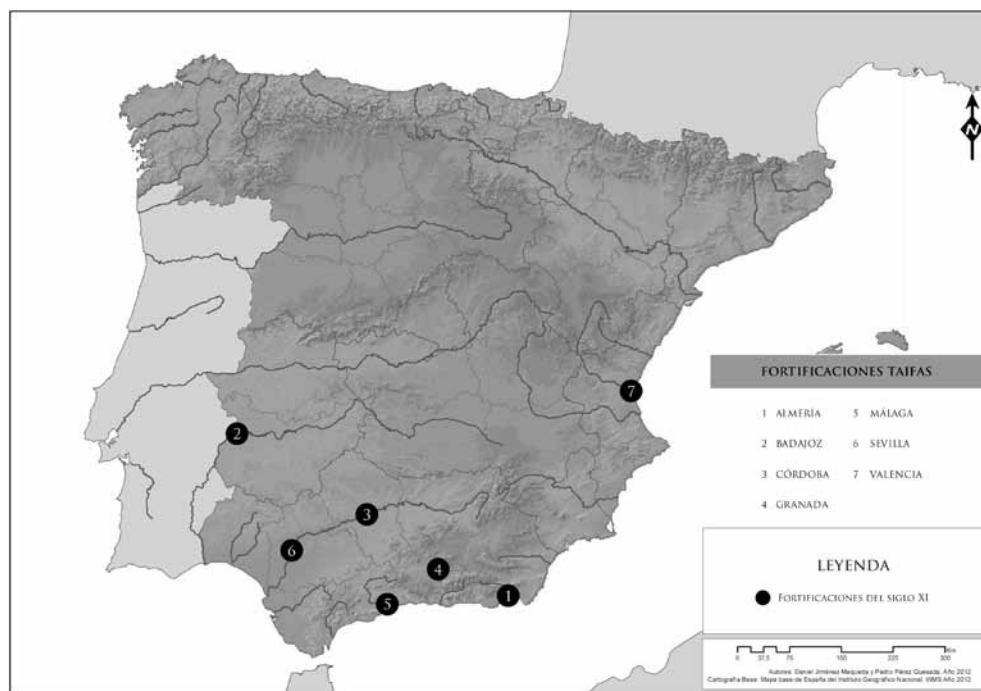 N
FORTIFICACIONES TAIFAS
1 ALMERÍA 5 MÁLAGA
2 BADAJOZ 6 SEVILLA
3 CÓRDOBA 7 VALENCIA
4 GRANADA
7
2
3
6
4
5
1
LEYENDA
FORTIFICACIONES DEL SIGLO XI
0 37,5 75 150 225 300 Km
Autores: Daniel Jiménez Maqueda y Pedro Pérez Quesada. Año 2012
Cartografía Base: Mapa base de España del Instituto Geográfico Nacional. WMS Año 2012